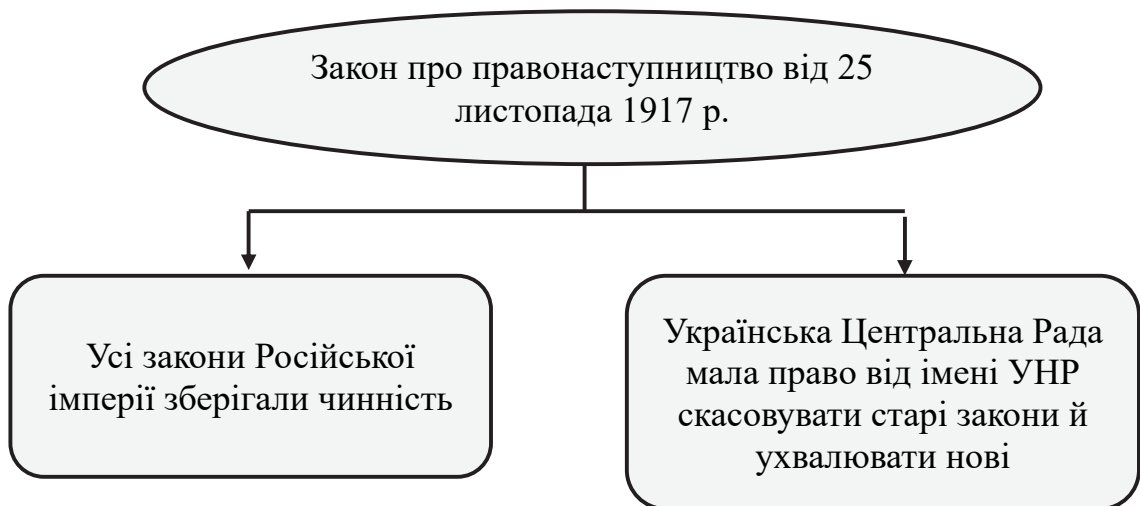 Закон про правонаступництво від 25
листопада 1917 р.
Усі закони Російської
імперії зберігали чинність
Українська Центральна Рада
мала право від імені УНР
скасовувати старі закони й
ухвалювати нові